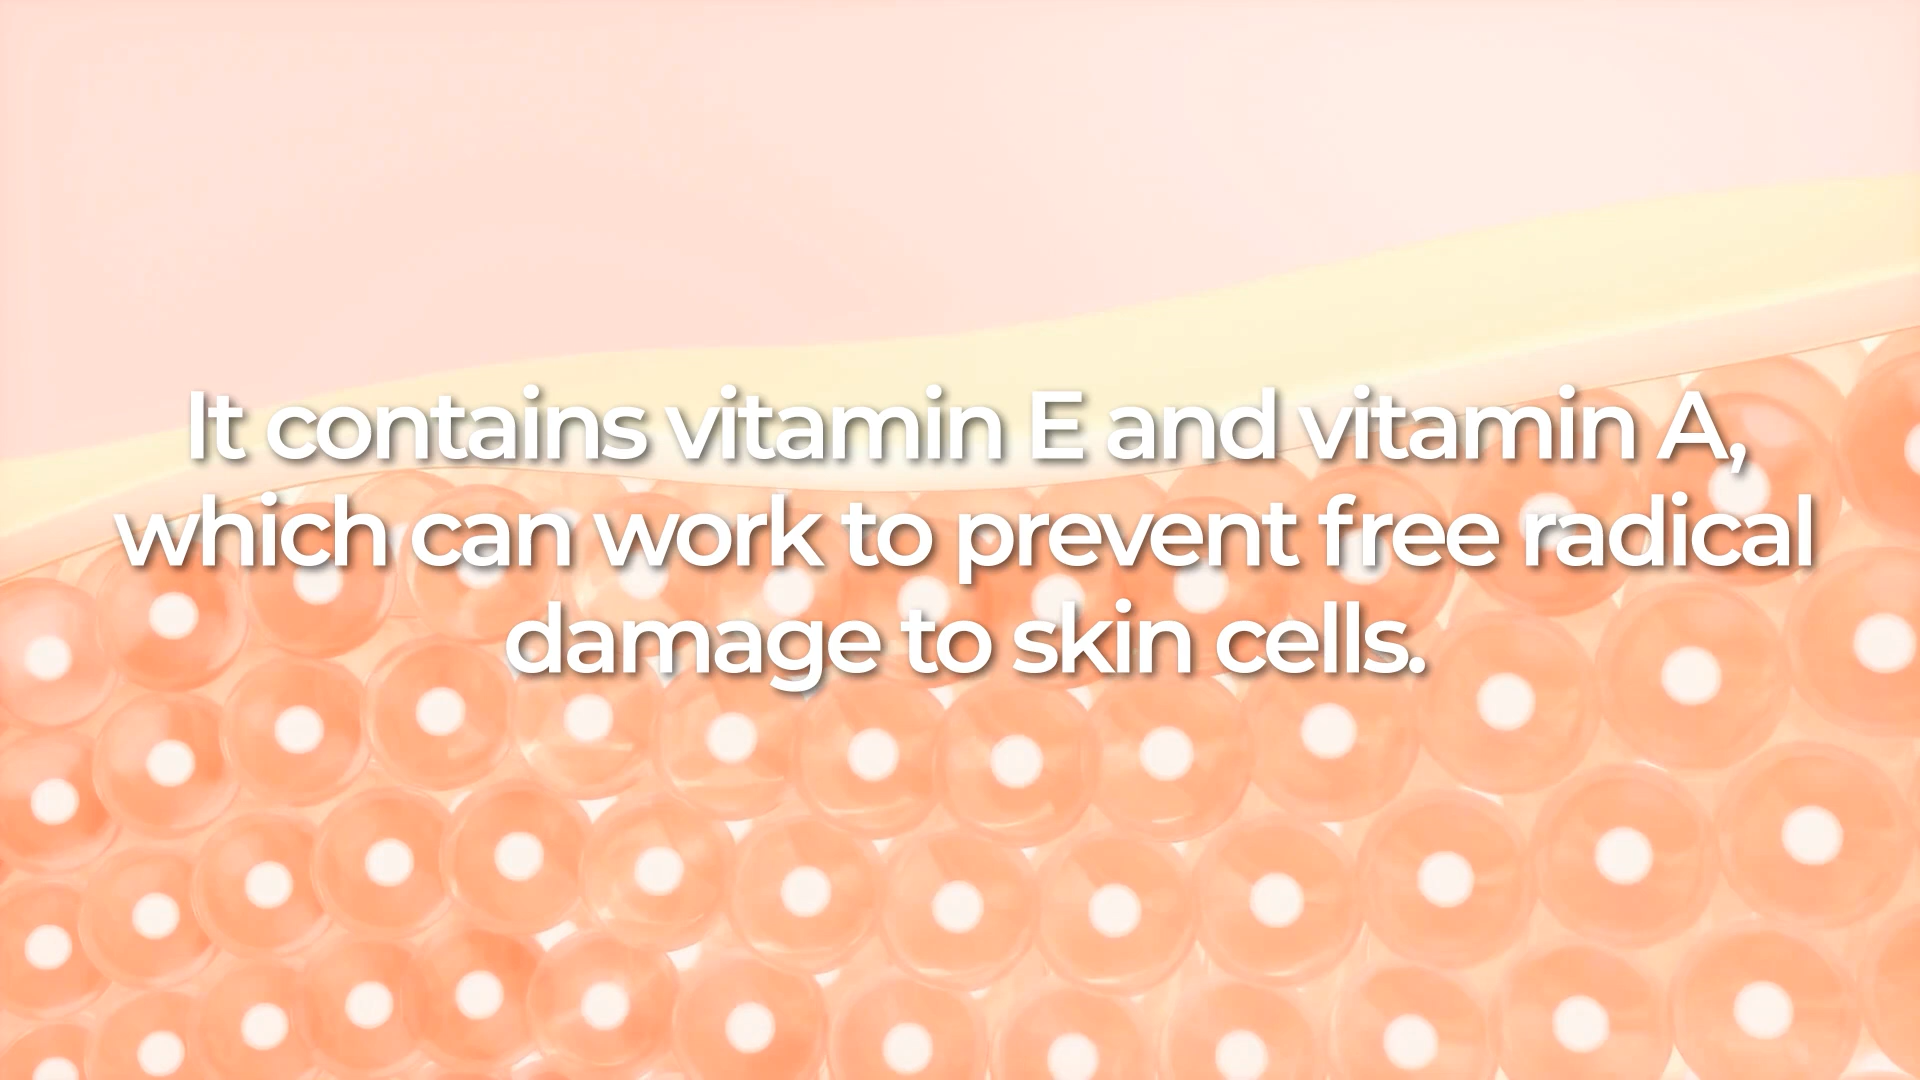 It contains vitamin E and vitamin A,
which can work to prevent free radical
damage to skin cells.